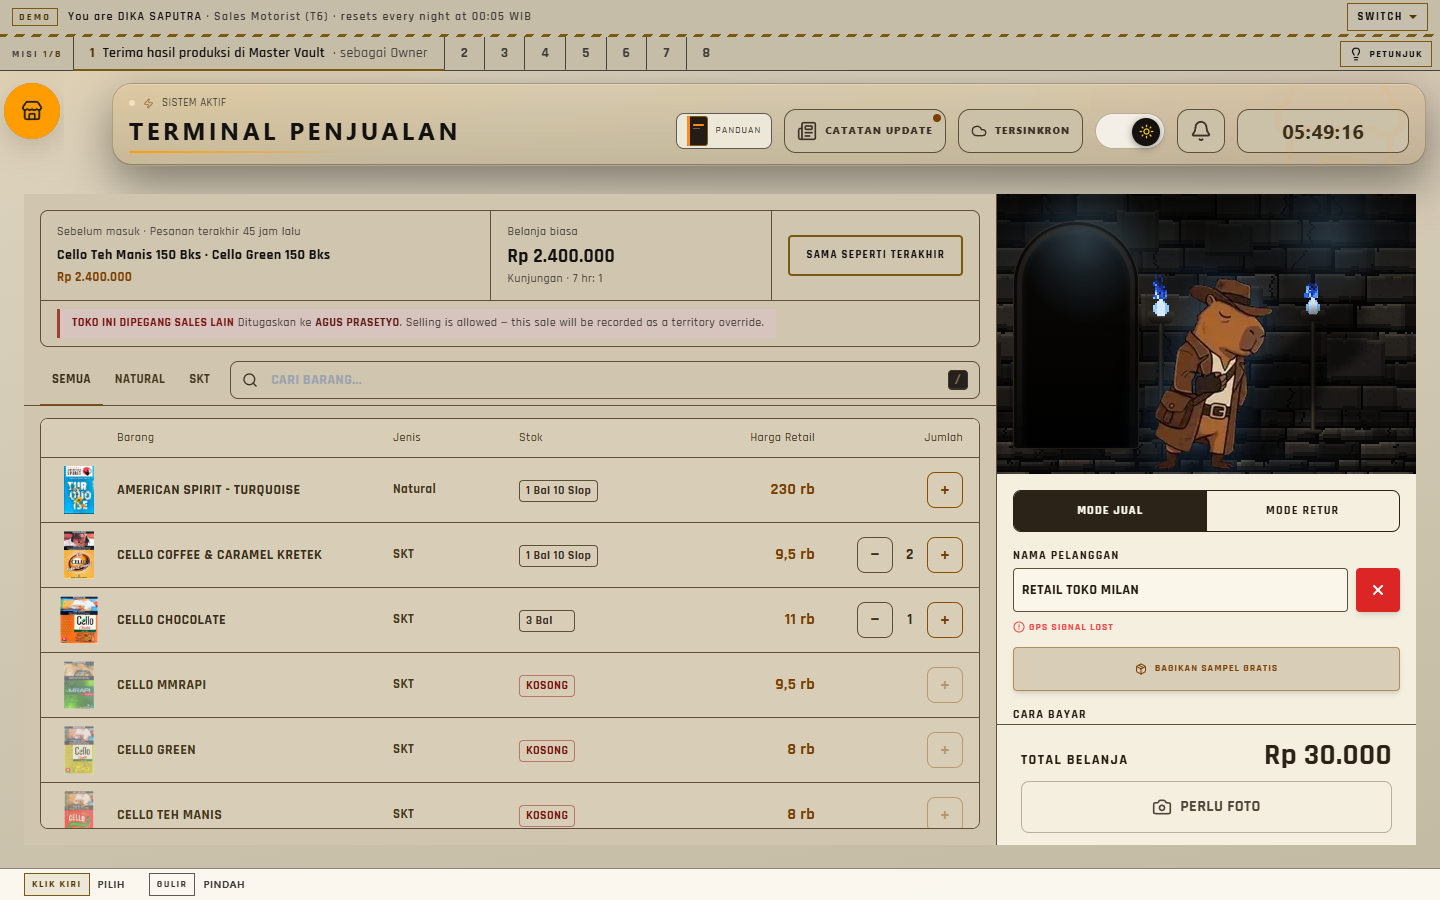 DEMO You are DIKA SAPUTRA · Sales Motorist (T6) · resets every night at 00:05 WIB SWITCH
MISI 1/8 1 Terima hasil produksi di Master Vault · sebagai Owner 2 3 4 5 6 7 8 PETUNJUK
SISTEM AKTIF
TERMINAL PENJUALAN
PANDUAN CATATAN UPDATE TERSINKRON 05:49:16
Sebelum masuk · Pesanan terakhir 45 jam lalu
Cello Teh Manis 150 Bks · Cello Green 150 Bks
Rp 2.400.000
Belanja biasa
Rp 2.400.000
Kunjungan · 7 hr: 1
SAMA SEPERTI TERAKHIR
TOKO INI DIPEGANG SALES LAIN Ditugaskan ke AGUS PRASETYO. Selling is allowed — this sale will be recorded as a territory override.
SEMUA NATURAL SKT CARI BARANG... /
Barang Jenis Stok Harga Retail Jumlah
AMERICAN SPIRIT - TURQUOISE Natural 1 Bal 10 Slop 230 rb +
CELLO COFFEE & CARAMEL KRETEK SKT 1 Bal 10 Slop 9,5 rb − 2 +
CELLO CHOCOLATE SKT 3 Bal 11 rb − 1 +
CELLO MMRAPI SKT KOSONG 9,5 rb +
CELLO GREEN SKT KOSONG 8 rb +
CELLO TEH MANIS SKT KOSONG 8 rb +
MODE JUAL MODE RETUR
NAMA PELANGGAN
RETAIL TOKO MILAN
GPS SIGNAL LOST
BAGIKAN SAMPEL GRATIS
CARA BAYAR
TOTAL BELANJA Rp 30.000
PERLU FOTO
KLIK KIRI PILIH GULIR PINDAH